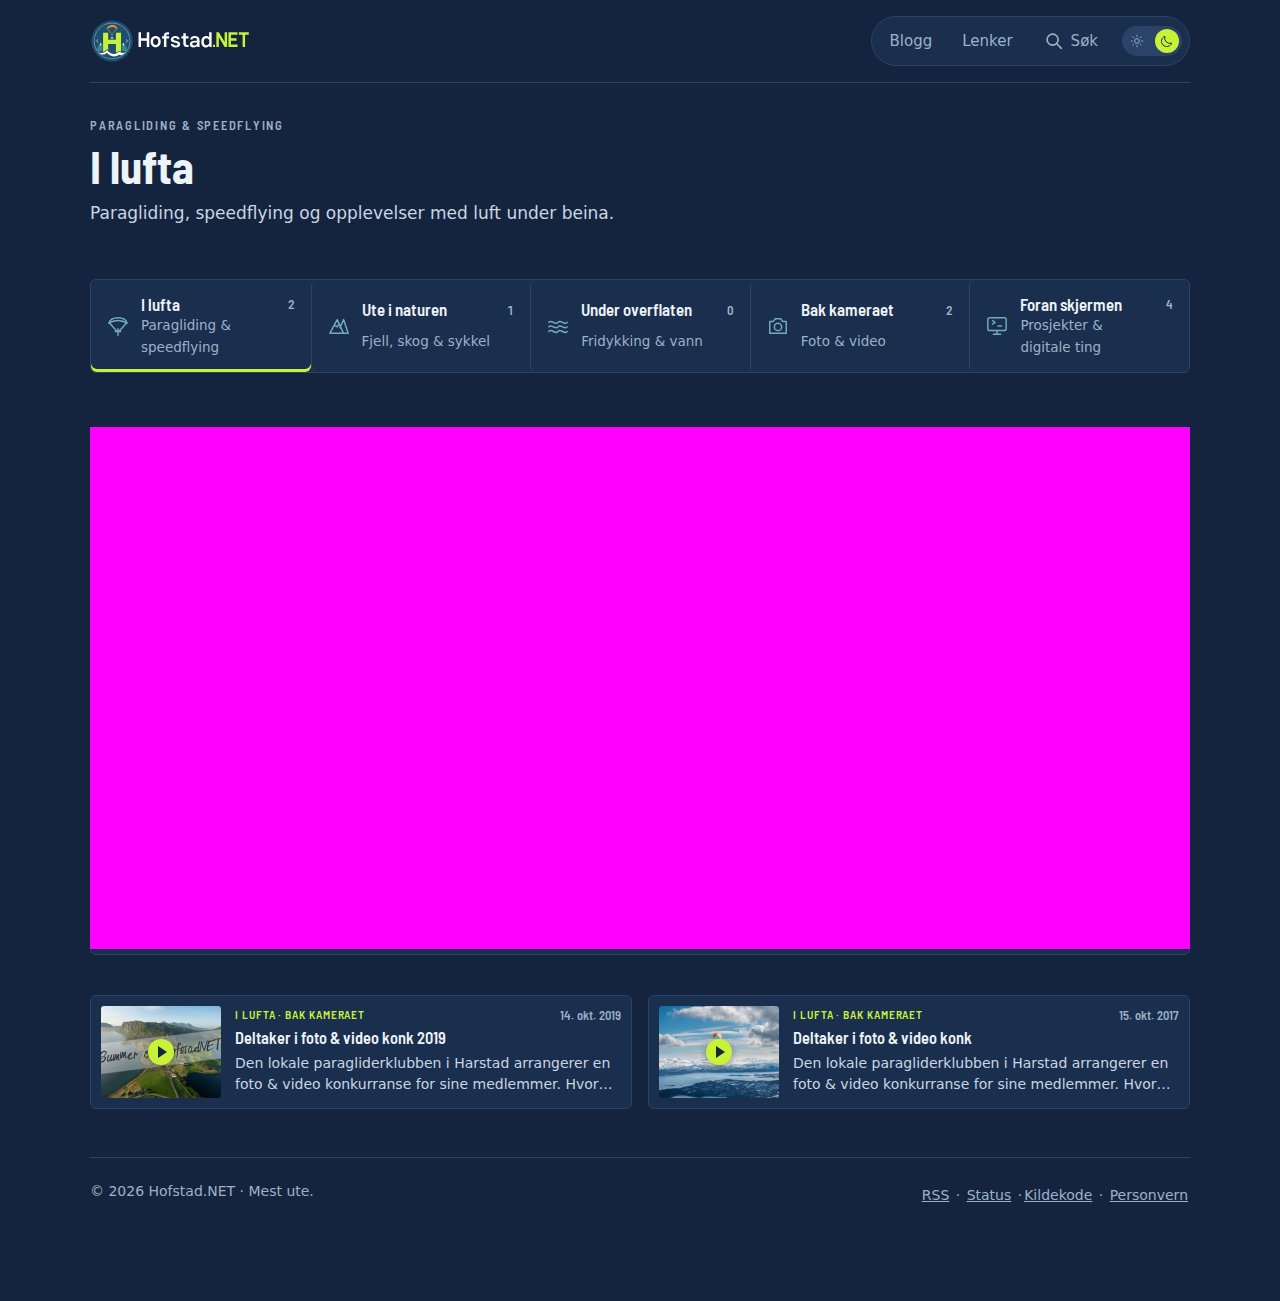 Hofstad.NET
Blogg
Lenker
Søk
PARAGLIDING & SPEEDFLYING
I lufta
Paragliding, speedflying og opplevelser med luft under beina.
I lufta
2
Paragliding &
speedflying
Ute i naturen
1
Fjell, skog & sykkel
Under overflaten
0
Fridykking & vann
Bak kameraet
2
Foto & video
Foran skjermen
4
Prosjekter &
digitale ting
I LUFTA · BAK KAMERAET
14. okt. 2019
Deltaker i foto & video konk 2019
Den lokale paragliderklubben i Harstad arrangerer en
foto & video konkurranse for sine medlemmer. Hvor…
I LUFTA · BAK KAMERAET
15. okt. 2017
Deltaker i foto & video konk
Den lokale paragliderklubben i Harstad arrangerer en
foto & video konkurranse for sine medlemmer. Hvor…
© 2026 Hofstad.NET · Mest ute.
RSS · Status · Kildekode · Personvern